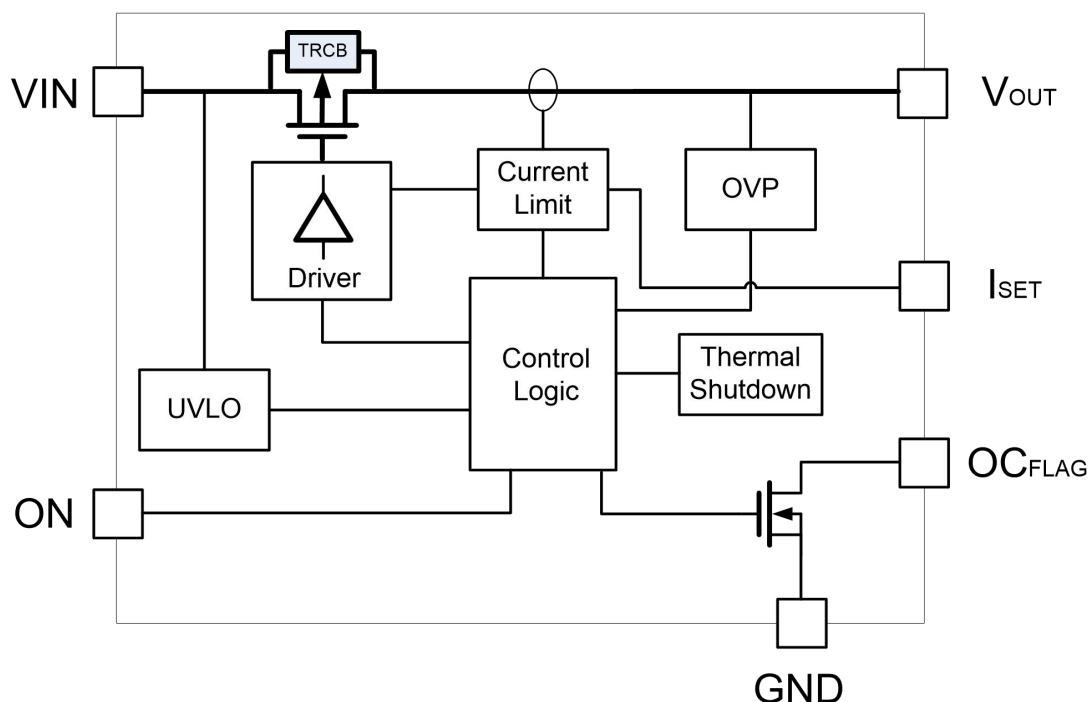 TRCB
VIN
VOUT
Current
Limit
OVP
Driver
ISET
Control
Logic
Thermal
Shutdown
UVLO
OCFLAG
ON
GND